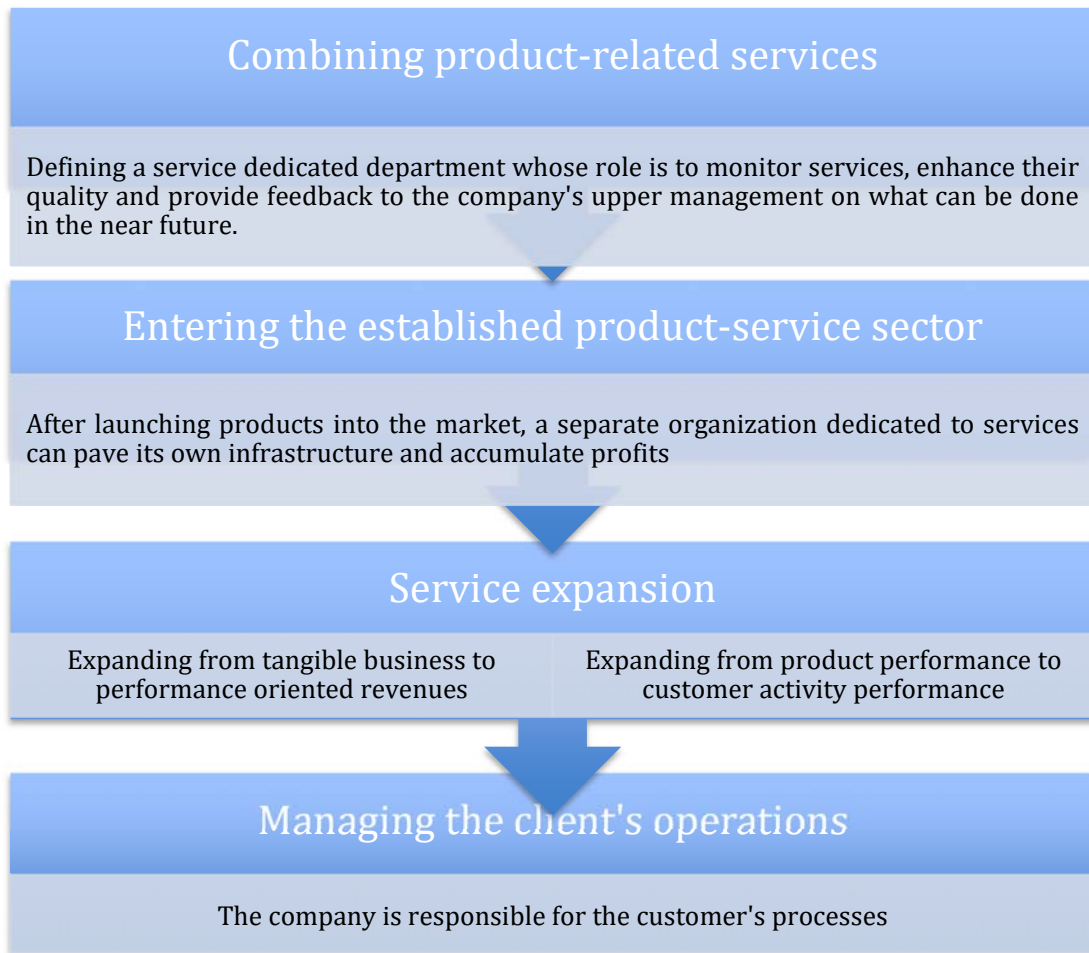 Combining product-related services
Defining a service dedicated department whose role is to monitor services, enhance their
quality and provide feedback to the company's upper management on what can be done
in the near future.
Entering the established product-service sector
After launching products into the market, a separate organization dedicated to services
can pave its own infrastructure and accumulate profits
Service expansion
Expanding from tangible business to
performance oriented revenues
Expanding from product performance to
customer activity performance
Managing the client's operations
The company is responsible for the customer's processes